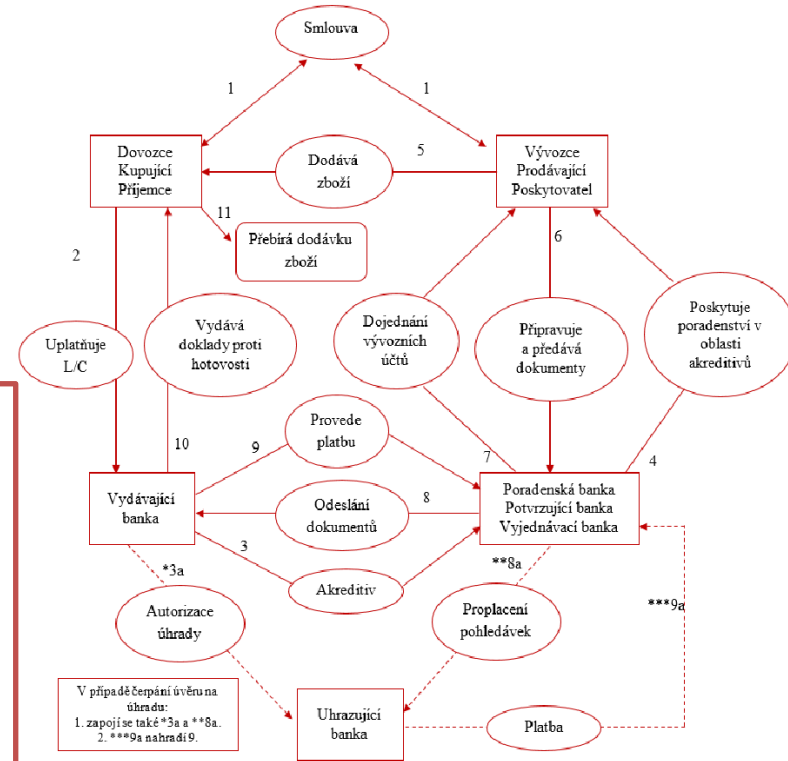 Smlouva
1
1
Dovozce
Kupující
Příjemce
Dodává
zboží
5
Vývozce
Prodávající
Poskytovatel
11
Přebírá dodávku
zboží
2
6
Uplatňuje
L/C
Vydává
doklady proti
hotovosti
Dojednání
vývozních
účtů
Připravuje
a předává
dokumenty
Poskytuje
poradenství v
oblasti
akreditivů
10
9
Provede
platbu
7
4
Vydávající
banka
Odeslání
dokumentů
8
Poradenská banka
Potvrzující banka
Vyjednávací banka
3
*3a
Akreditiv
**8a
***9a
Autorizace
úhrady
Proplacení
pohledávek
V případě čerpání úvěru na
úhradu:
1. zapojí se také *3a a **8a.
2. ***9a nahradí 9.
Uhrazující
banka
Platba